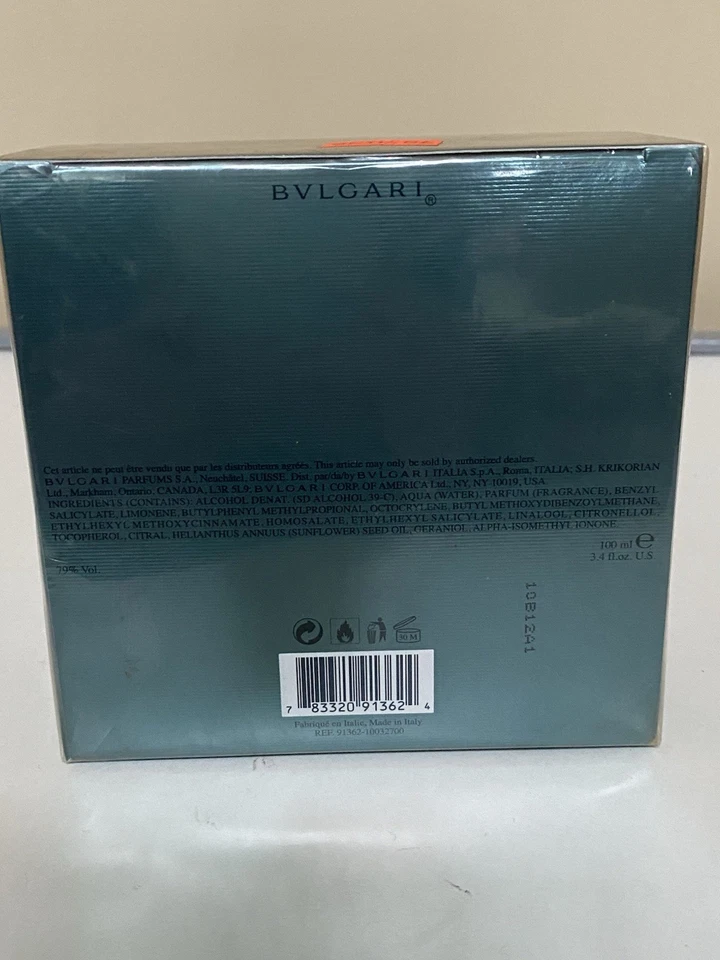 BVLGARI®
Cet article ne peut être vendu que par les distributeurs agréés. This article may only be sold by authorized dealers.
BVLGARI PARFUMS S.A., Neuchâtel, SUISSE. Dist. par/da/by BVLGARI ITALIA S.p.A., Roma, ITALIA; S.H. KRIKORIAN
Ltd., Markham, Ontario, CANADA, L3R 5L9; BVLGARI CORP. OF AMERICA Ltd., NY, NY 10019, USA.
INGREDIENTS (CONTAINS): ALCOHOL DENAT. (SD ALCOHOL 39-C), AQUA (WATER), PARFUM (FRAGRANCE), BENZYL
SALICYLATE, LIMONENE, BUTYLPHENYL METHYLPROPIONAL, OCTOCRYLENE, BUTYL METHOXYDIBENZOYLMETHANE,
ETHYLHEXYL METHOXYCINNAMATE, HOMOSALATE, ETHYLHEXYL SALICYLATE, LINALOOL, CITRONELLOL,
TOCOPHEROL, CITRAL, HELIANTHUS ANNUUS (SUNFLOWER) SEED OIL, GERANIOL, ALPHA-ISOMETHYL IONONE.
100 ml ℮
3.4 fl.oz. U.S
79% Vol.
10B12A1
30 M
7 83320 91362 4
Fabriqué en Italie, Made in Italy
REF. 91362-10032700